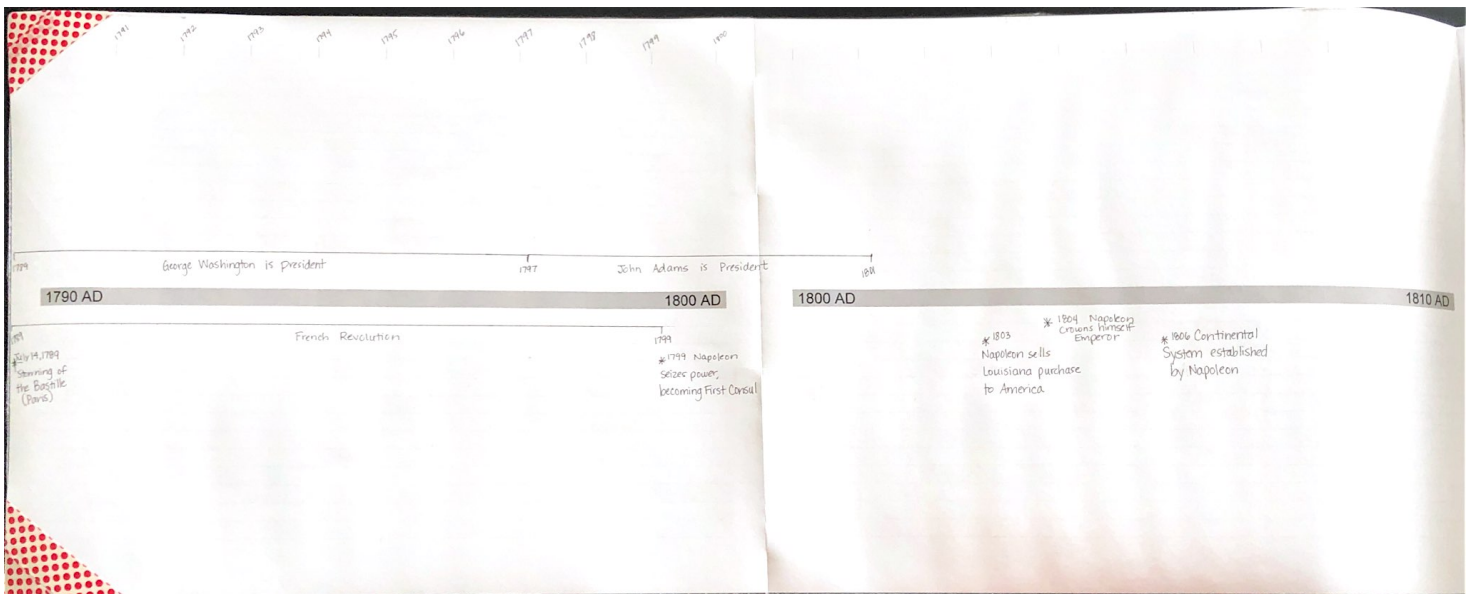 1791 1792 1793 1794 1795 1796 1797 1798 1799 1800
1789 George Washington is president 1797 John Adams is President 1801
1790 AD 1800 AD
1789 French Revolution 1799
*July 14, 1789
Storming of
the Bastille
(Paris)
*1799 Napoleon
seizes power,
becoming First Consul
1800 AD 1810 AD
* 1803
Napoleon sells
Louisiana purchase
to America
* 1804 Napoleon
Crowns himself
Emperor
* 1806 Continental
System established
by Napoleon